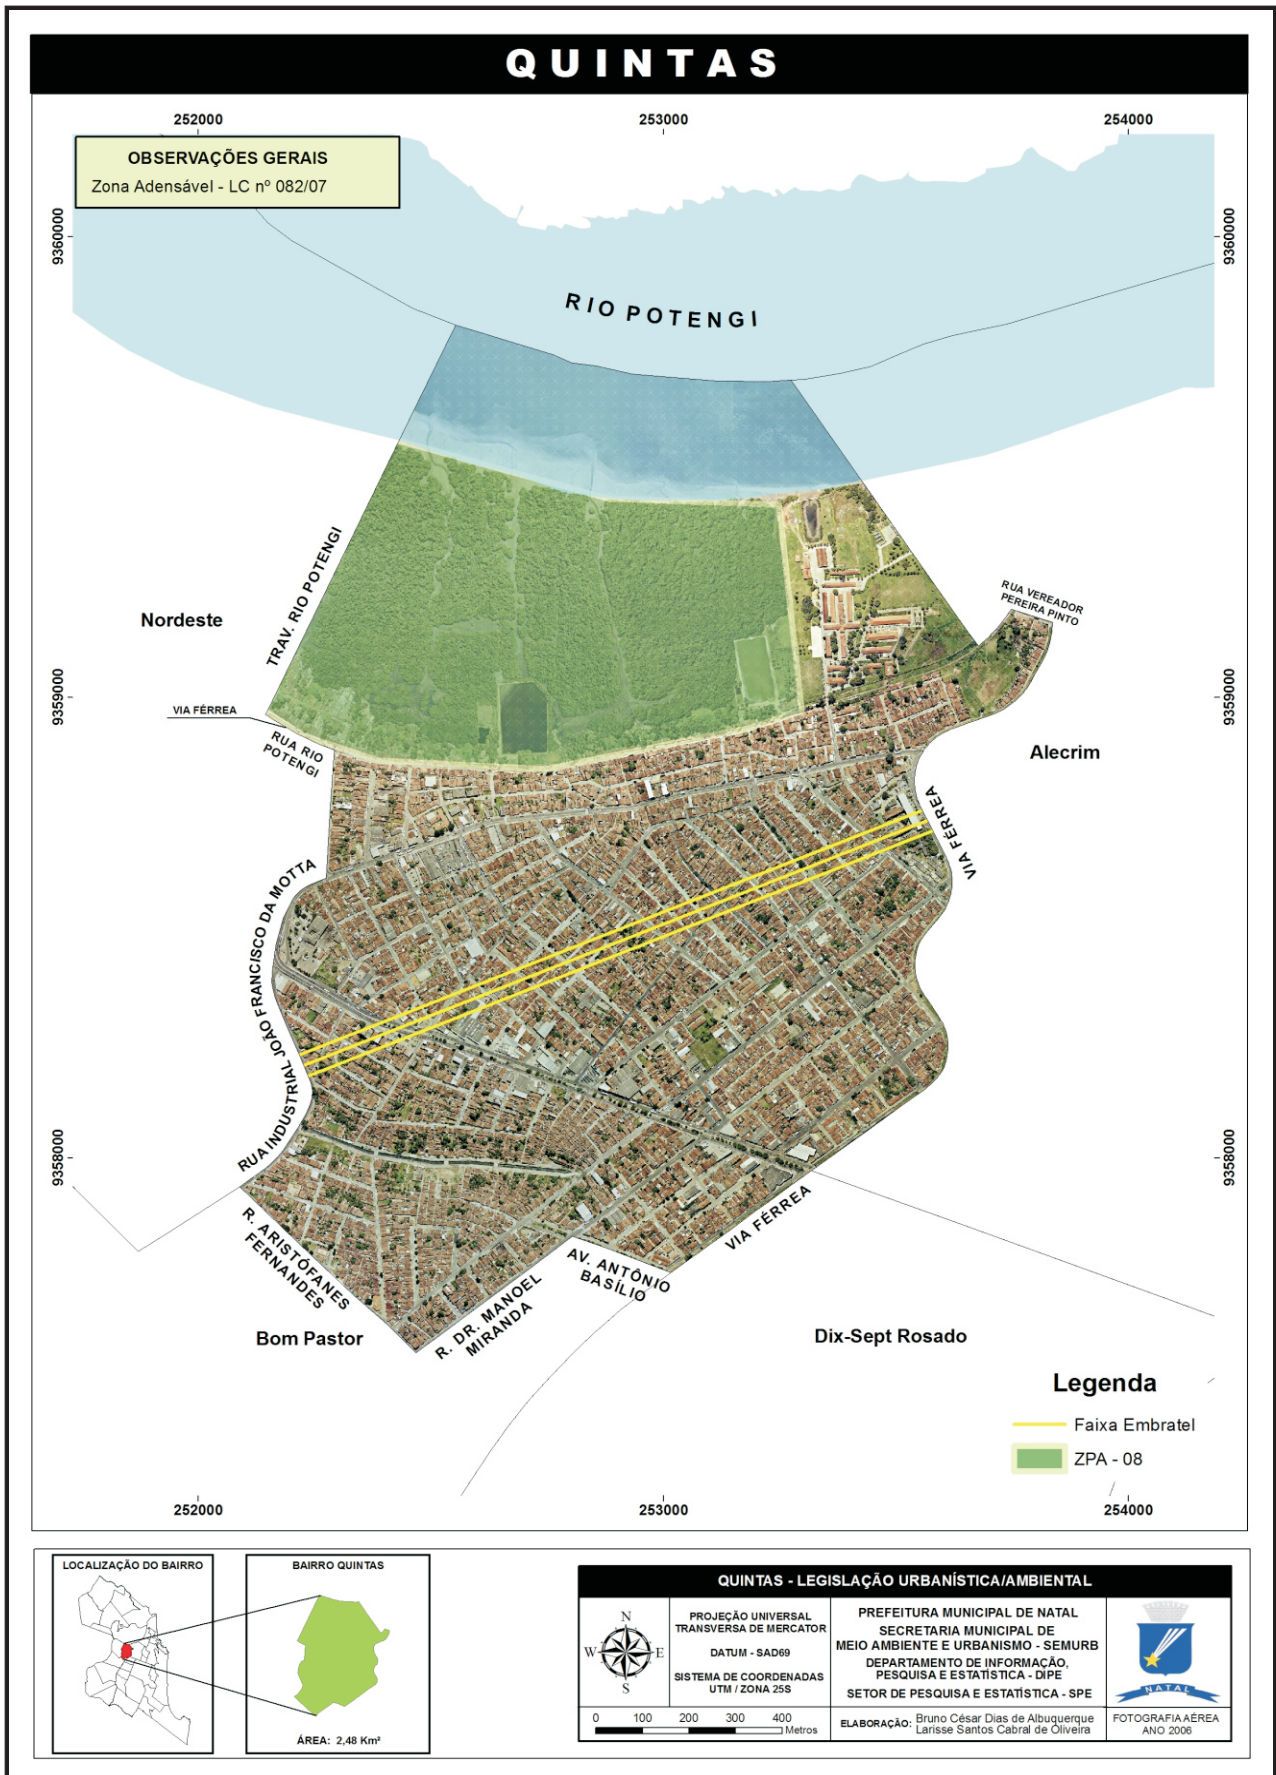 QUINTAS
252000
253000
254000
OBSERVAÇÕES GERAIS
Zona Adensável - LC nº 082/07
9360000
9360000
RIO POTENGI
TRAV. RIO POTENGI
RUA VEREADOR
PEREIRA PINTO
Nordeste
9359000
9359000
VIA FÉRREA
RUA RIO
POTENGI
Alecrim
VIA FÉRREA
RUA INDUSTRIAL JOÃO FRANCISCO DA MOTTA
9358000
9358000
R. ARISTÓFANES
FERNANDES
VIA FÉRREA
AV. ANTÔNIO
BASÍLIO
R. DR. MANOEL
MIRANDA
Bom Pastor
Dix-Sept Rosado
Legenda
Faixa Embratel
ZPA - 08
252000
253000
254000
LOCALIZAÇÃO DO BAIRRO
BAIRRO QUINTAS
ÁREA: 2,48 Km²
QUINTAS - LEGISLAÇÃO URBANÍSTICA/AMBIENTAL
N
W
E
S
PROJEÇÃO UNIVERSAL
TRANSVERSA DE MERCATOR
DATUM - SAD69
SISTEMA DE COORDENADAS
UTM / ZONA 25S
PREFEITURA MUNICIPAL DE NATAL
SECRETARIA MUNICIPAL DE
MEIO AMBIENTE E URBANISMO - SEMURB
DEPARTAMENTO DE INFORMAÇÃO,
PESQUISA E ESTATÍSTICA - DIPE
SETOR DE PESQUISA E ESTATÍSTICA - SPE
NATAL
0 100 200 300 400
Metros
ELABORAÇÃO: Bruno César Dias de Albuquerque
Larisse Santos Cabral de Oliveira
FOTOGRAFIA AÉREA
ANO 2006